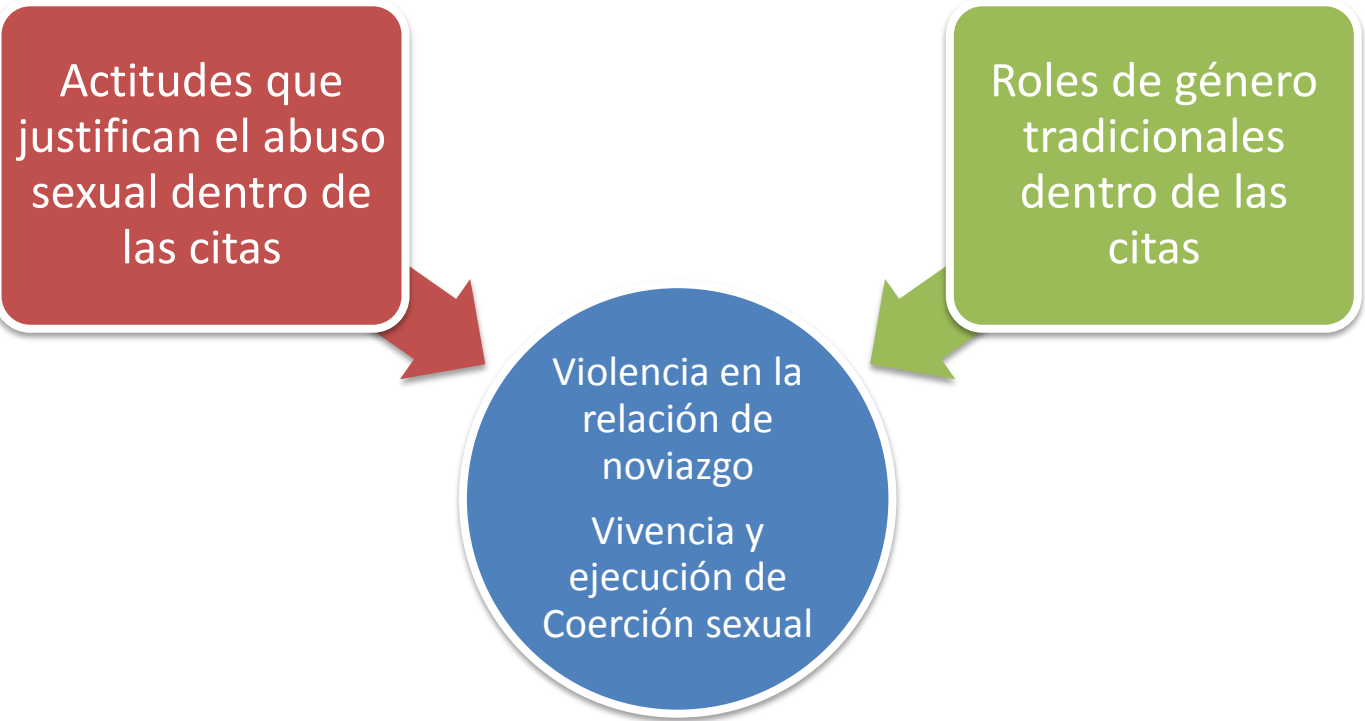 Actitudes que
justifican el abuso
sexual dentro de
las citas
Roles de género
tradicionales
dentro de las
citas
Violencia en la
relación de
noviazgo
Vivencia y
ejecución de
Coerción sexual